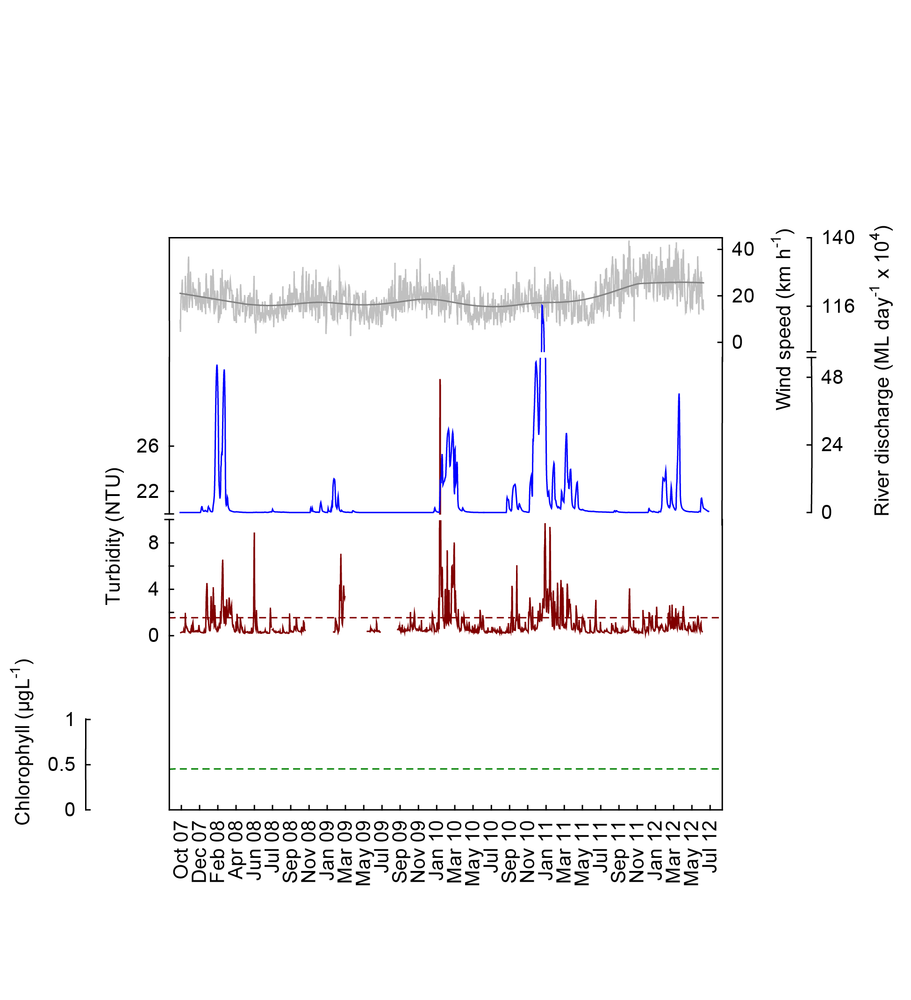 40
20
0
Wind speed (km h-1)
140
116
48
24
0
River discharge (ML day-1 x 104)
26
22
8
4
0
Turbidity (NTU)
1
0.5
0
Chlorophyll (µgL-1)
Oct 07
Dec 07
Feb 08
Apr 08
Jun 08
Jul 08
Sep 08
Nov 08
Jan 09
Mar 09
May 09
Jul 09
Sep 09
Nov 09
Jan 10
Mar 10
May 10
Jul 10
Sep 10
Nov 10
Jan 11
Mar 11
May 11
Jul 11
Sep 11
Nov 11
Jan 12
Mar 12
May 12
Jul 12